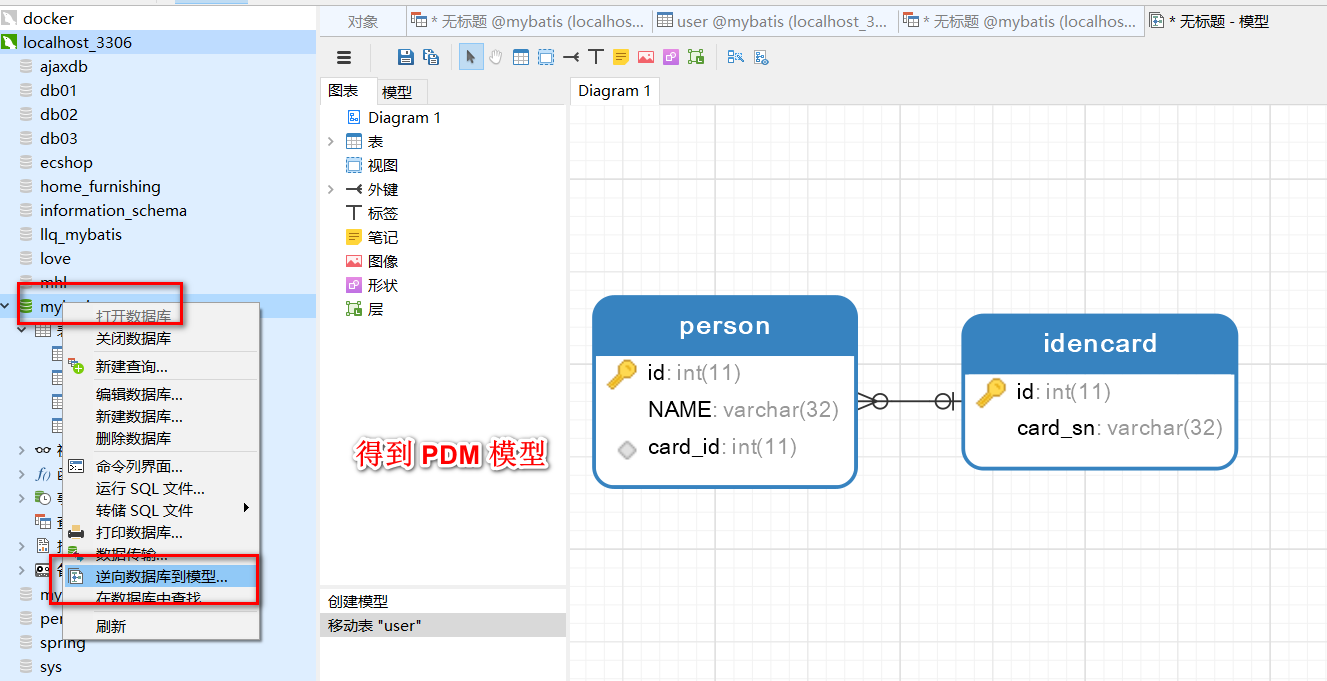 docker
localhost_3306
ajaxdb
db01
db02
db03
ecshop
home_furnishing
information_schema
llq_mybatis
love
mhl
打开数据库
关闭数据库
新建查询...
编辑数据库...
新建数据库...
删除数据库
命令列界面...
运行 SQL 文件...
转储 SQL 文件
打印数据库...
数据传输...
逆向数据库到模型...
在数据库中查找
刷新
spring
sys
对象
* 无标题 @mybatis (localhos...
user @mybatis (localhost_3...
* 无标题 @mybatis (localhos...
* 无标题 - 模型
图表
模型
Diagram 1
表
视图
外键
标签
笔记
图像
形状
层
创建模型
移动表 "user"
Diagram 1
得到 PDM 模型
person
id: int(11)
NAME: varchar(32)
card_id: int(11)
idencard
id: int(11)
card_sn: varchar(32)